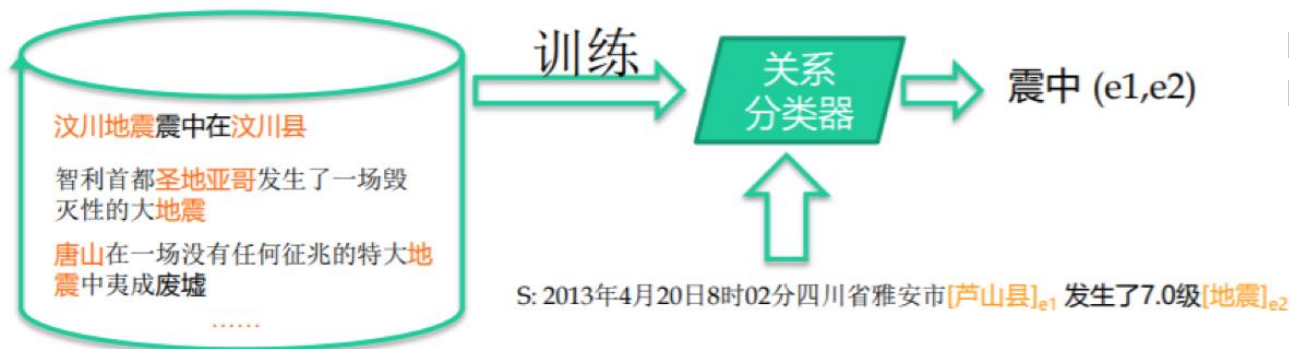 汶川地震震中在汶川县
智利首都圣地亚哥发生了一场毁
灭性的大地震
唐山在一场没有任何征兆的特大地
震中夷成废墟
……
训练
关系
分类器
震中 (e1,e2)
S: 2013年4月20日8时02分四川省雅安市[芦山县]e1 发生了7.0级[地震]e2